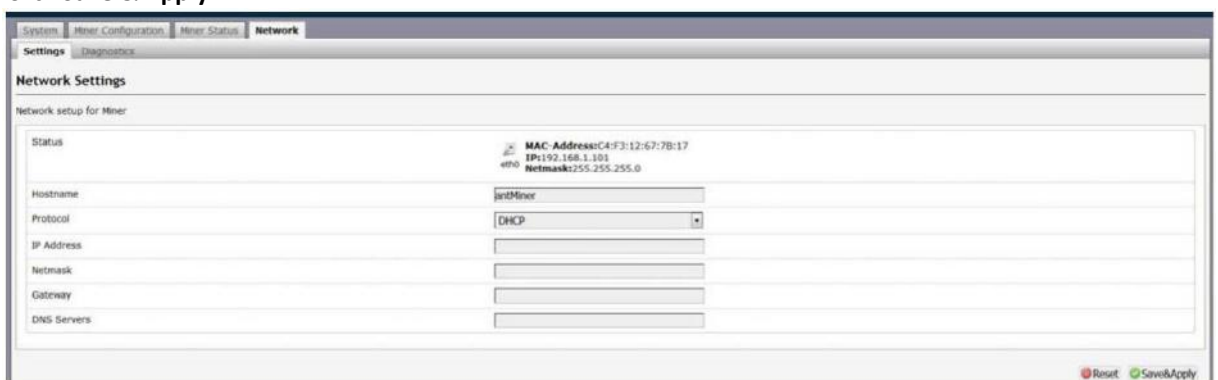 System Miner Configuration Miner Status Network
Settings Diagnostics
Network Settings
Network setup for Miner
Status
MAC-Address:C4:F3:12:67:7B:17
eth0 IP:192.168.1.101
Netmask:255.255.255.0
Hostname antMiner
Protocol DHCP
IP Address
Netmask
Gateway
DNS Servers
Reset Save&Apply